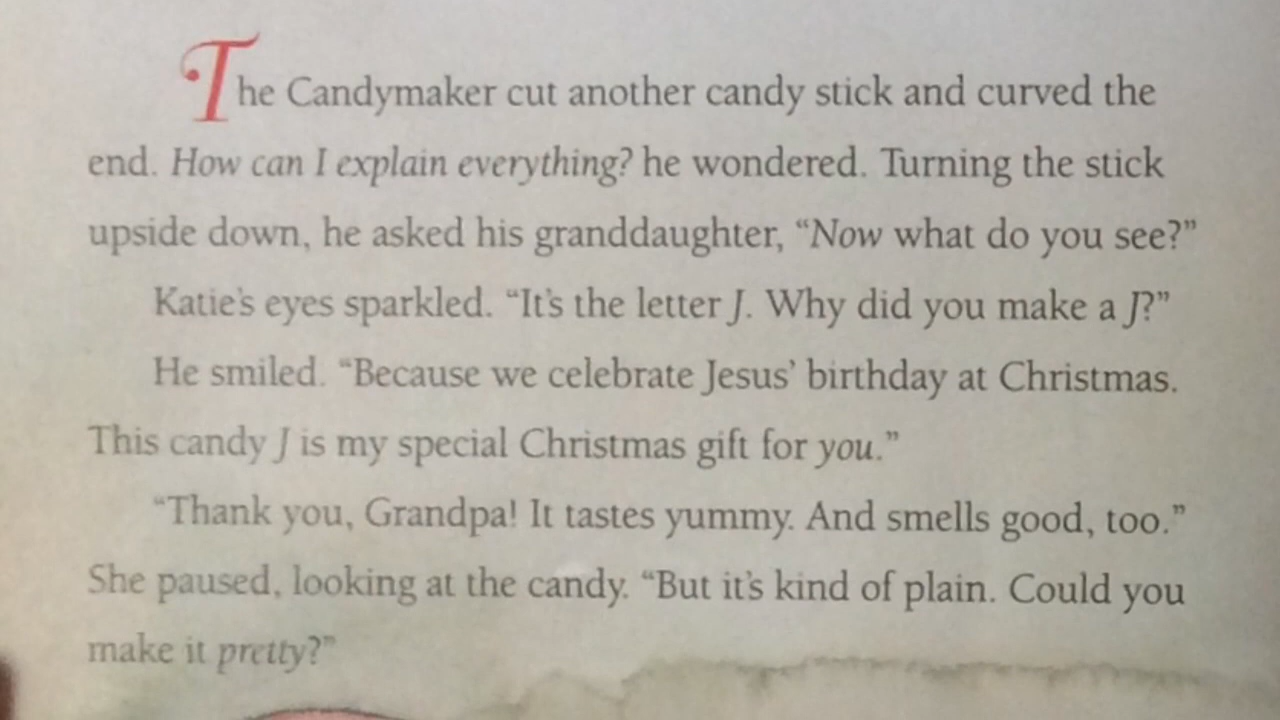 The Candymaker cut another candy stick and curved the
end. How can I explain everything? he wondered. Turning the stick
upside down, he asked his granddaughter, “Now what do you see?”
Katie’s eyes sparkled. “It’s the letter J. Why did you make a J?”
He smiled. “Because we celebrate Jesus’ birthday at Christmas.
This candy J is my special Christmas gift for you.”
“Thank you, Grandpa! It tastes yummy. And smells good, too.”
She paused, looking at the candy. “But it’s kind of plain. Could you
make it pretty?”